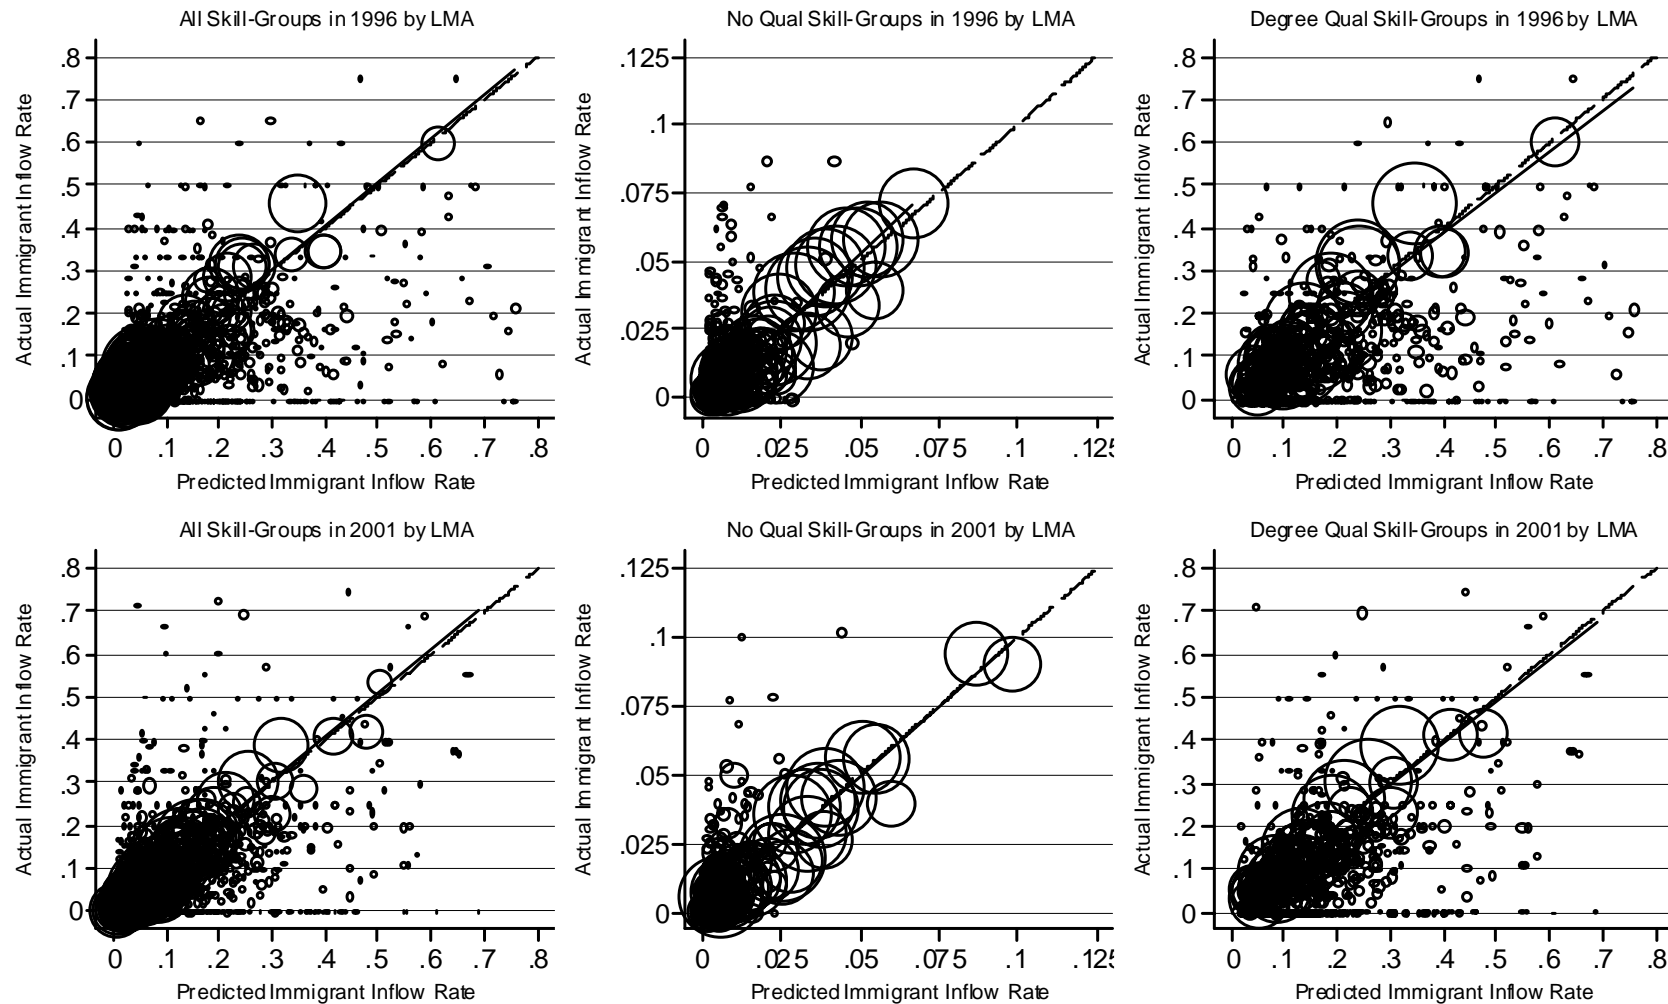 All Skill-Groups in 1996 by LMA
No Qual Skill-Groups in 1996 by LMA
Degree Qual Skill-Groups in 1996 by LMA
Actual Immigrant Inflow Rate
.8
.7
.6
.5
.4
.3
.2
.1
0
0 .1 .2 .3 .4 .5 .6 .7 .8
Predicted Immigrant Inflow Rate
Actual Immigrant Inflow Rate
.125
.1
.075
.05
.025
0
0 .025 .05 .075 .1 .125
Predicted Immigrant Inflow Rate
Actual Immigrant Inflow Rate
.8
.7
.6
.5
.4
.3
.2
.1
0
0 .1 .2 .3 .4 .5 .6 .7 .8
Predicted Immigrant Inflow Rate
All Skill-Groups in 2001 by LMA
No Qual Skill-Groups in 2001 by LMA
Degree Qual Skill-Groups in 2001 by LMA
Actual Immigrant Inflow Rate
.8
.7
.6
.5
.4
.3
.2
.1
0
0 .1 .2 .3 .4 .5 .6 .7 .8
Predicted Immigrant Inflow Rate
Actual Immigrant Inflow Rate
.125
.1
.075
.05
.025
0
0 .025 .05 .075 .1 .125
Predicted Immigrant Inflow Rate
Actual Immigrant Inflow Rate
.8
.7
.6
.5
.4
.3
.2
.1
0
0 .1 .2 .3 .4 .5 .6 .7 .8
Predicted Immigrant Inflow Rate